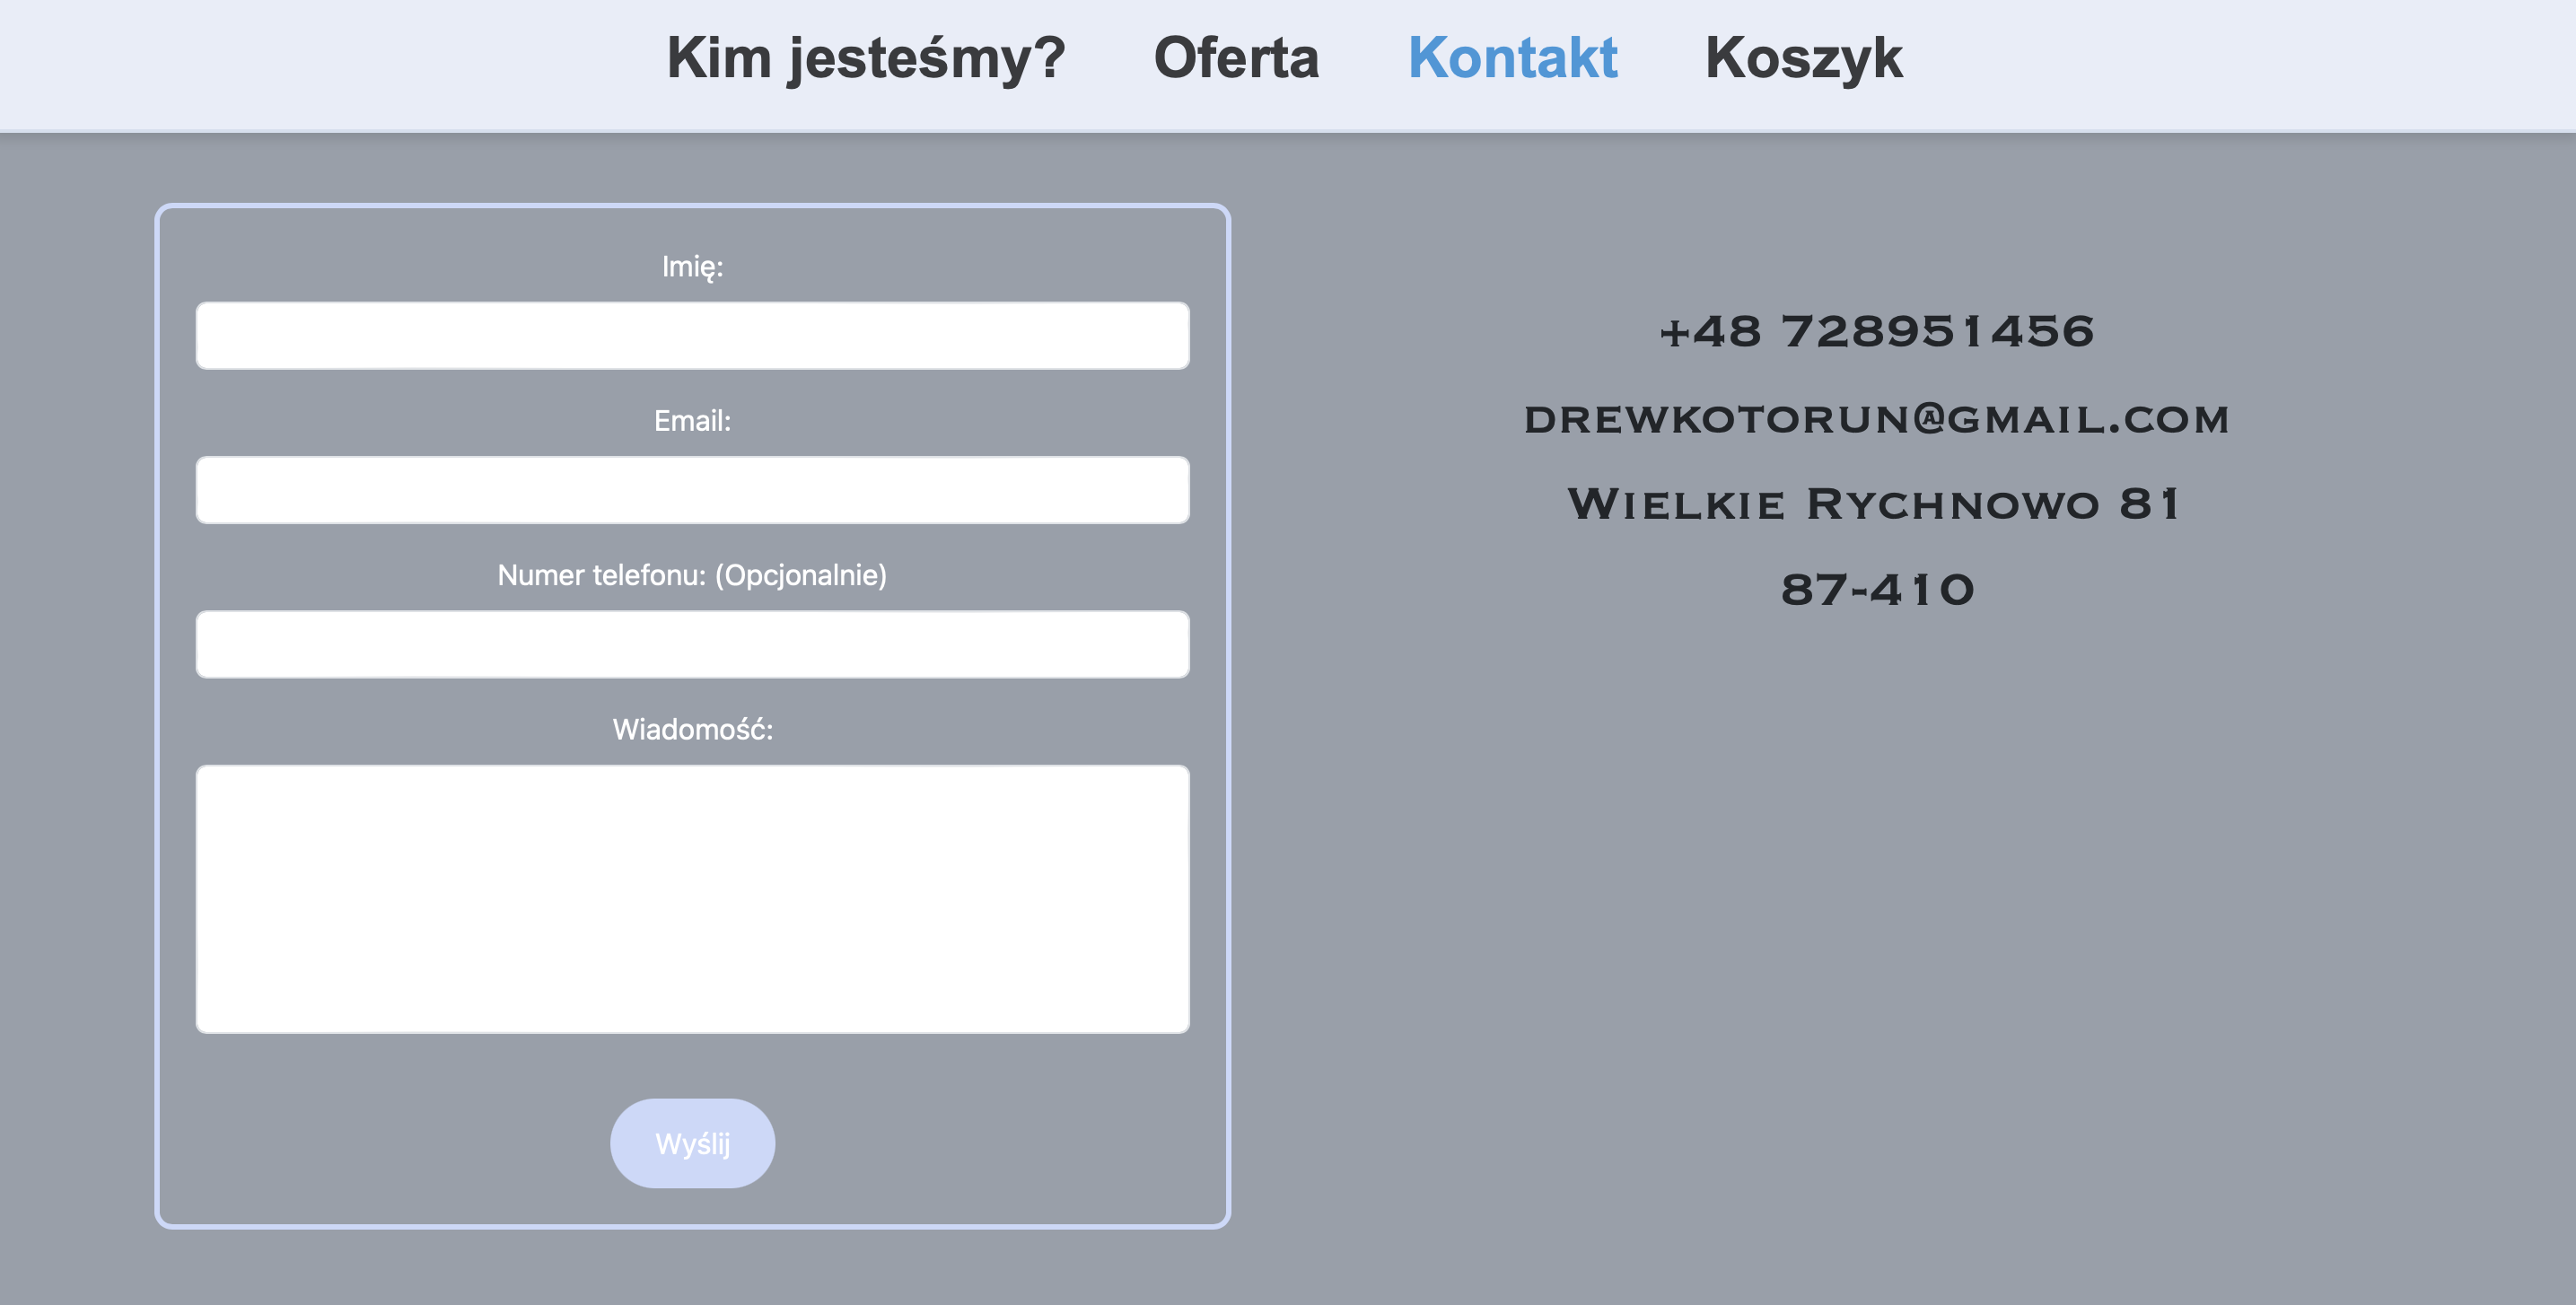 Kim jesteśmy? Oferta Kontakt Koszyk
Imię:
Email:
Numer telefonu: (Opcjonalnie)
Wiadomość:
Wyślij
+48 728951456
drewkotorun@gmail.com
Wielkie Rychnowo 81
87-410